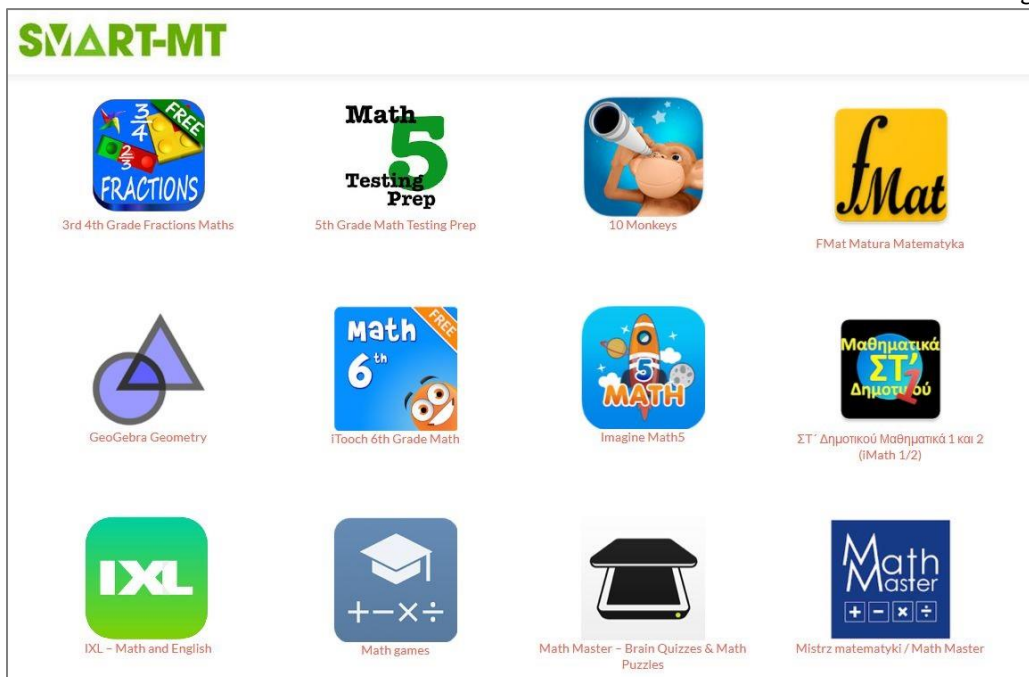 SMART-MT
3
4
FREE
2
3
FRACTIONS
3rd 4th Grade Fractions Maths
Math
5
Testing
Prep
5th Grade Math Testing Prep
10 Monkeys
fMat
FMat Matura Matematyka
GeoGebra Geometry
Math
FREE
6th
iTooch 6th Grade Math
5
MATH
Imagine Math5
Μαθηματικά
ΣΤ'
1
Δημοτικού
ΣΤ΄ Δημοτικού Μαθηματικά 1 και 2
(iMath 1/2)
IXL
IXL – Math and English
+−×÷
Math games
Math Master – Brain Quizzes & Math
Puzzles
Math
Master
+ − × ÷
Mistrz matematyki / Math Master